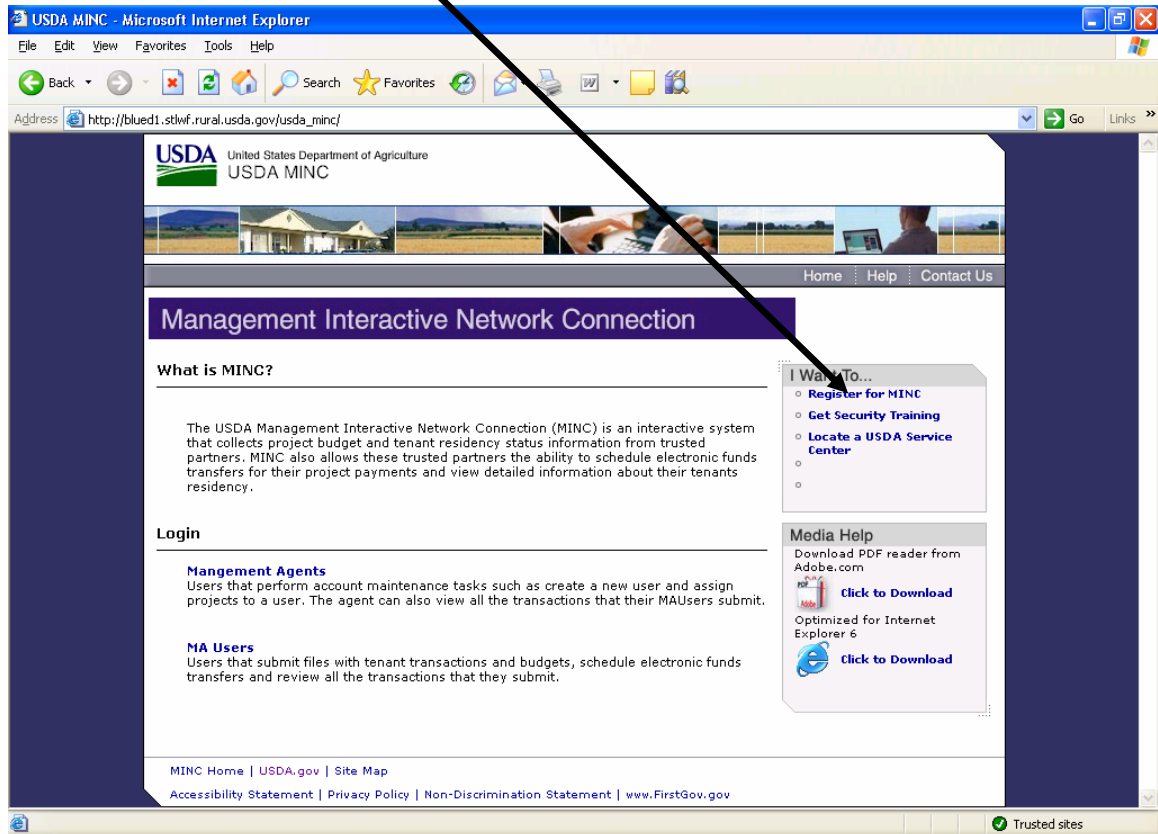 USDA MINC - Microsoft Internet Explorer
File Edit View Favorites Tools Help
Back Search Favorites
Address http://blued1.stlwf.rural.usda.gov/usda_minc/ Go Links »
USDA United States Department of Agriculture
USDA MINC
Home Help Contact Us
Management Interactive Network Connection
What is MINC?
The USDA Management Interactive Network Connection (MINC) is an interactive system
that collects project budget and tenant residency status information from trusted
partners. MINC also allows these trusted partners the ability to schedule electronic funds
transfers for their project payments and view detailed information about their tenants
residency.
Login
Mangement Agents
Users that perform account maintenance tasks such as create a new user and assign
projects to a user. The agent can also view all the transactions that their MAUsers submit.
MA Users
Users that submit files with tenant transactions and budgets, schedule electronic funds
transfers and review all the transactions that they submit.
I Want To...
Register for MINC
Get Security Training
Locate a USDA Service
Center
Media Help
Download PDF reader from
Adobe.com
PDF
Adobe
Click to Download
Optimized for Internet
Explorer 6
Click to Download
MINC Home | USDA.gov | Site Map
Accessibility Statement | Privacy Policy | Non-Discrimination Statement | www.FirstGov.gov
Trusted sites